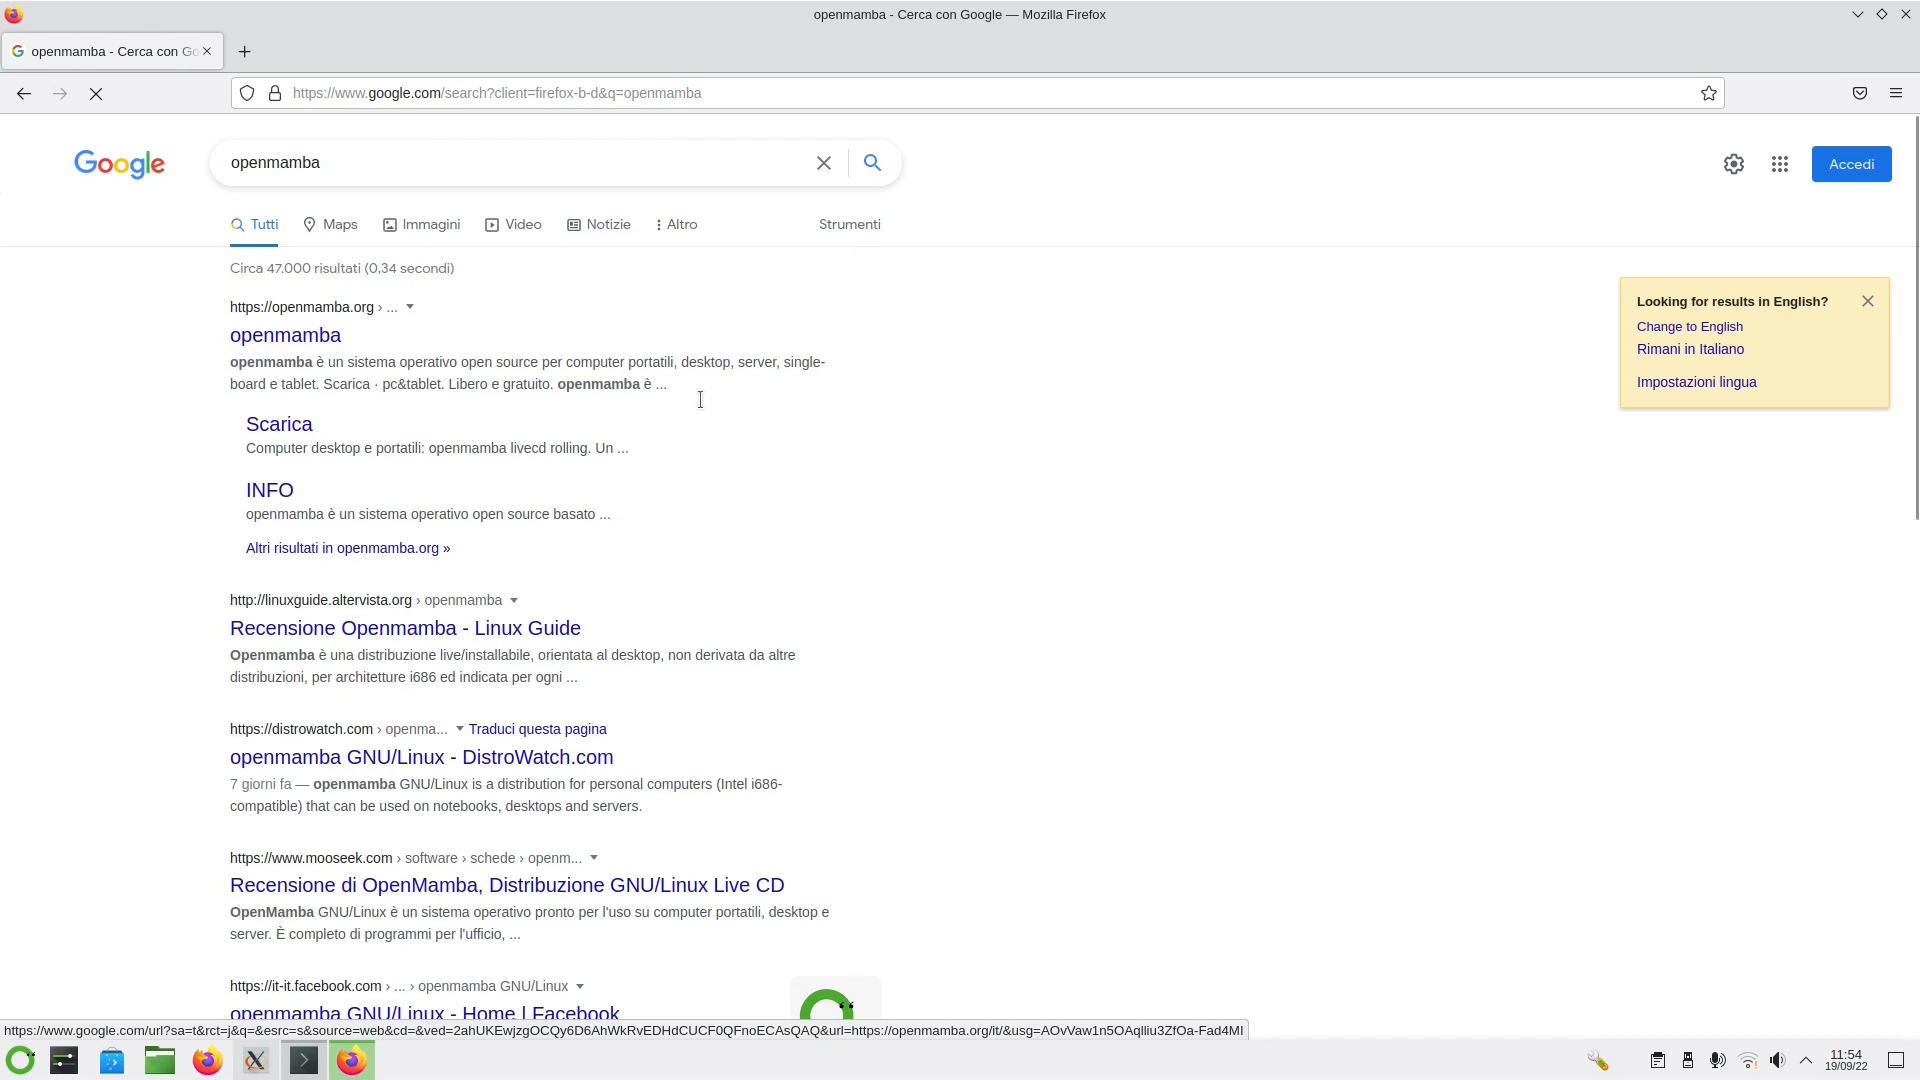 openmamba - Cerca con Google — Mozilla Firefox
openmamba - Cerca con Go
https://www.google.com/search?client=firefox-b-d&q=openmamba
Google
openmamba
Accedi
Tutti
Maps
Immagini
Video
Notizie
Altro
Strumenti
Circa 47.000 risultati (0,34 secondi)
https://openmamba.org › ...
openmamba
openmamba è un sistema operativo open source per computer portatili, desktop, server, single-
board e tablet. Scarica · pc&tablet. Libero e gratuito. openmamba è ...
Scarica
Computer desktop e portatili: openmamba livecd rolling. Un ...
INFO
openmamba è un sistema operativo open source basato ...
Altri risultati in openmamba.org »
http://linuxguide.altervista.org › openmamba
Recensione Openmamba - Linux Guide
Openmamba è una distribuzione live/installabile, orientata al desktop, non derivata da altre
distribuzioni, per architetture i686 ed indicata per ogni ...
https://distrowatch.com › openma... Traduci questa pagina
openmamba GNU/Linux - DistroWatch.com
7 giorni fa — openmamba GNU/Linux is a distribution for personal computers (Intel i686-
compatible) that can be used on notebooks, desktops and servers.
https://www.mooseek.com › software › schede › openm...
Recensione di OpenMamba, Distribuzione GNU/Linux Live CD
OpenMamba GNU/Linux è un sistema operativo pronto per l'uso su computer portatili, desktop e
server. È completo di programmi per l'ufficio, ...
https://it-it.facebook.com › ... › openmamba GNU/Linux
openmamba GNU/Linux - Home | Facebook
Looking for results in English?
Change to English
Rimani in Italiano
Impostazioni lingua
https://www.google.com/url?sa=t&rct=j&q=&esrc=s&source=web&cd=&ved=2ahUKEwjzgOCQy6D6AhWkRvEDHdCUCF0QFnoECAsQAQ&url=https://openmamba.org/it/&usg=AOvVaw1n5OAqlliu3ZfOa-Fad4MI
11:54
19/09/22